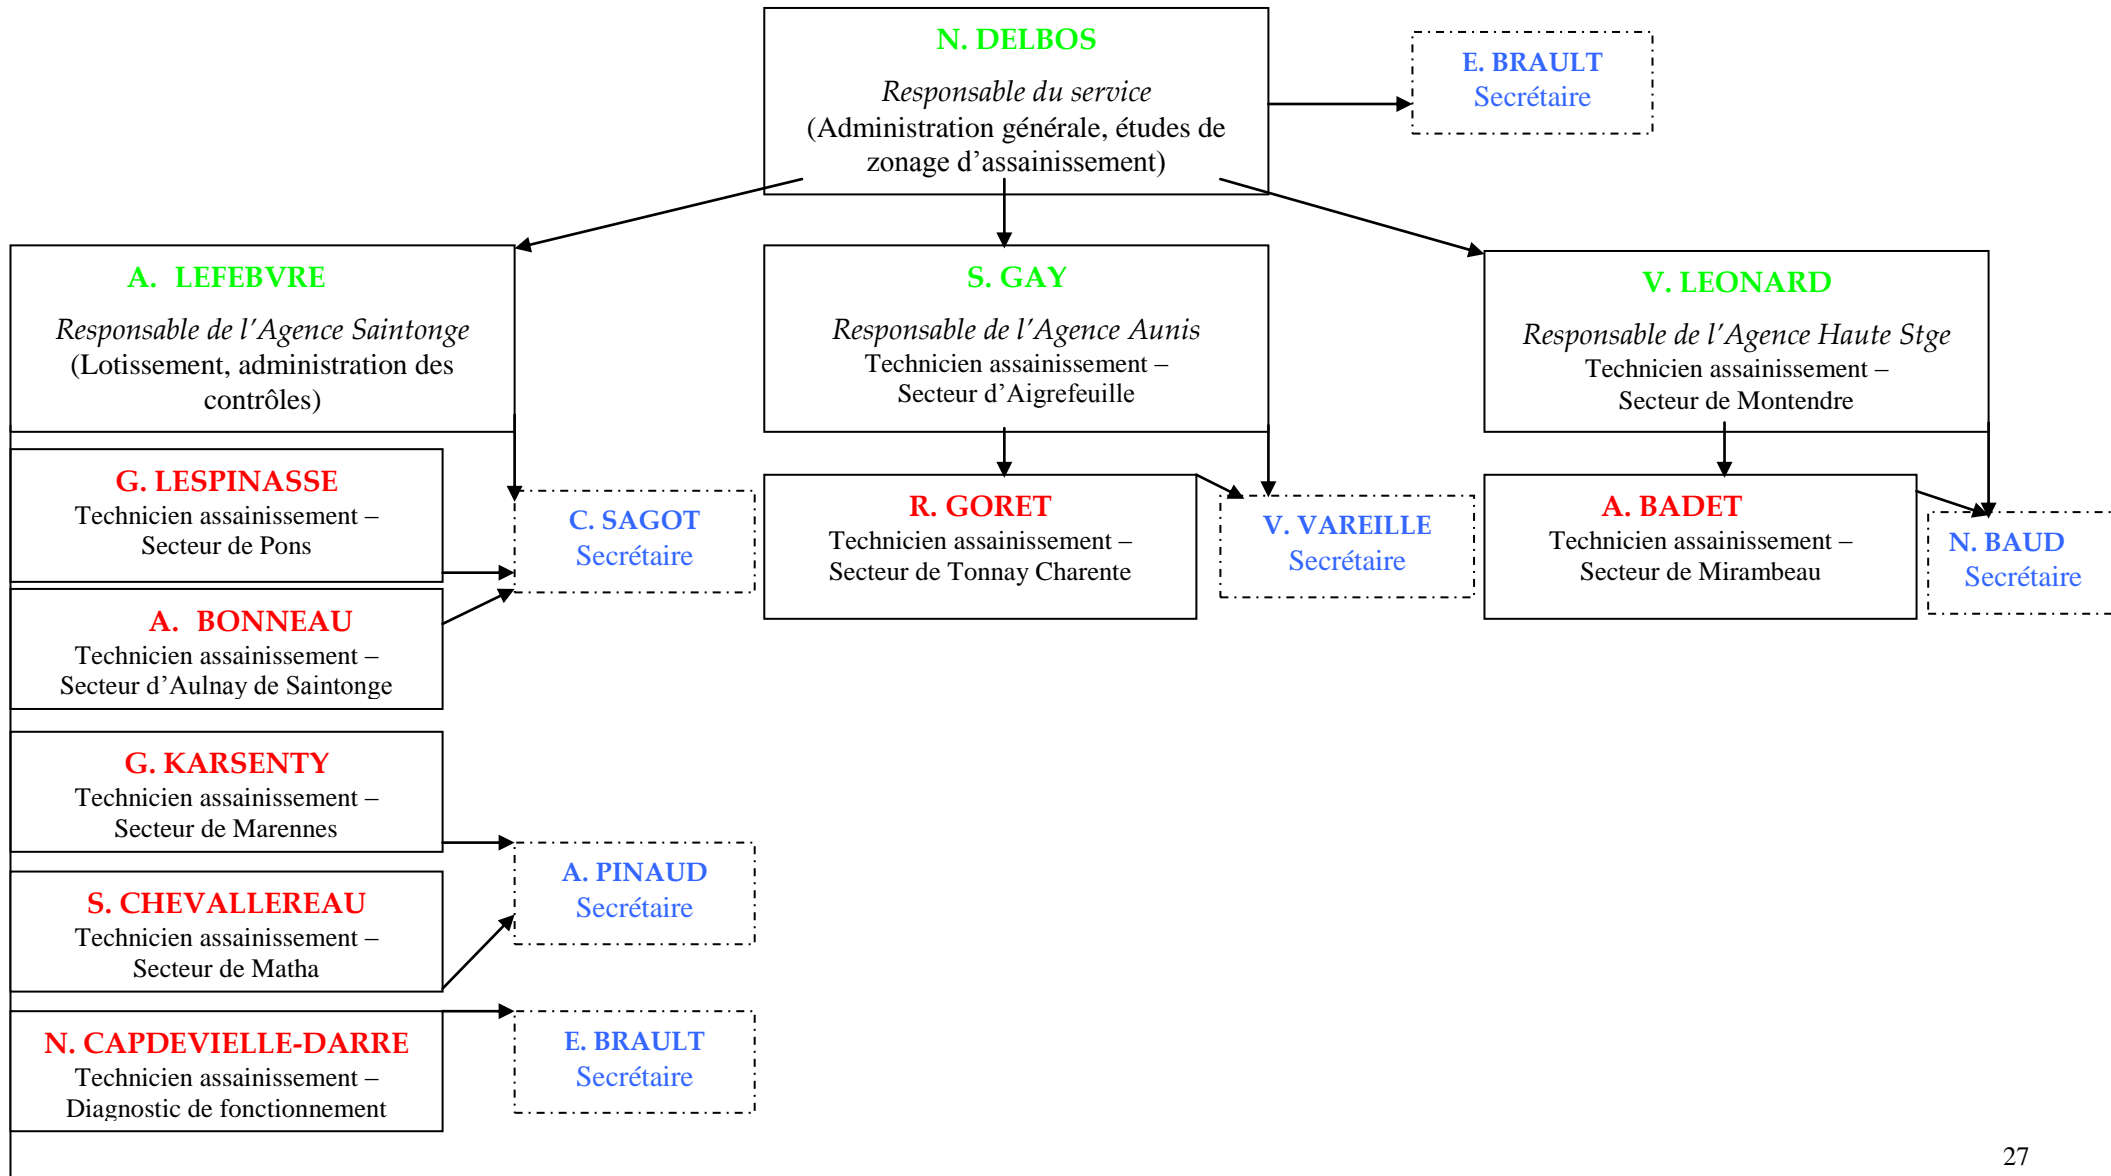 N. DELBOS
Responsable du service
(Administration générale, études de
zonage d’assainissement)
E. BRAULT
Secrétaire
A. LEFEBVRE
Responsable de l’Agence Saintonge
(Lotissement, administration des
contrôles)
S. GAY
Responsable de l’Agence Aunis
Technicien assainissement –
Secteur d’Aigrefeuille
V. LEONARD
Responsable de l’Agence Haute Stge
Technicien assainissement –
Secteur de Montendre
G. LESPINASSE
Technicien assainissement –
Secteur de Pons
C. SAGOT
Secrétaire
R. GORET
Technicien assainissement –
Secteur de Tonnay Charente
V. VAREILLE
Secrétaire
A. BADET
Technicien assainissement –
Secteur de Mirambeau
N. BAUD
Secrétaire
A. BONNEAU
Technicien assainissement –
Secteur d’Aulnay de Saintonge
G. KARSENTY
Technicien assainissement –
Secteur de Marennes
A. PINAUD
Secrétaire
S. CHEVALLEREAU
Technicien assainissement –
Secteur de Matha
N. CAPDEVIELLE-DARRE
Technicien assainissement –
Diagnostic de fonctionnement
E. BRAULT
Secrétaire
27